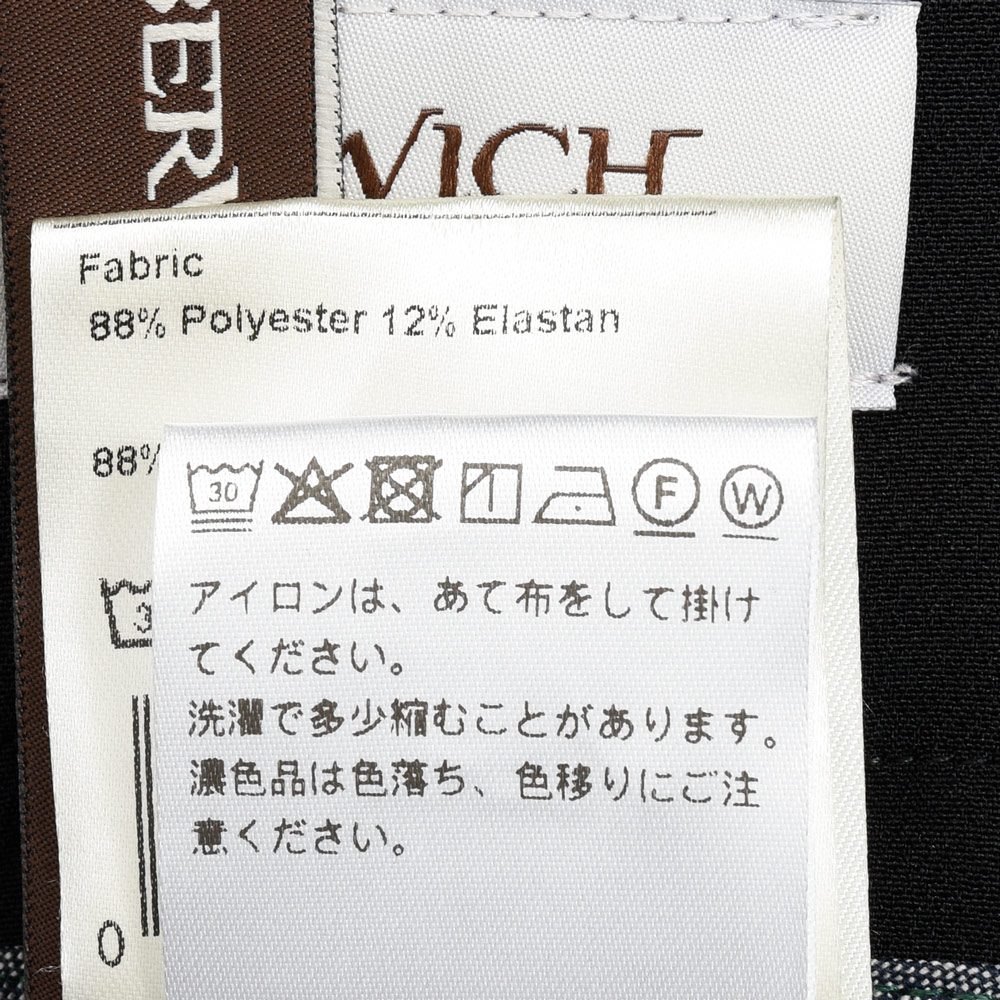 BER
VICH
Fabric
88% Polyester 12% Elastan
88%
30
F
W
アイロンは、あて布をして掛け
てください。
洗濯で多少縮むことがあります。
濃色品は色落ち、色移りにご注
意ください。
0